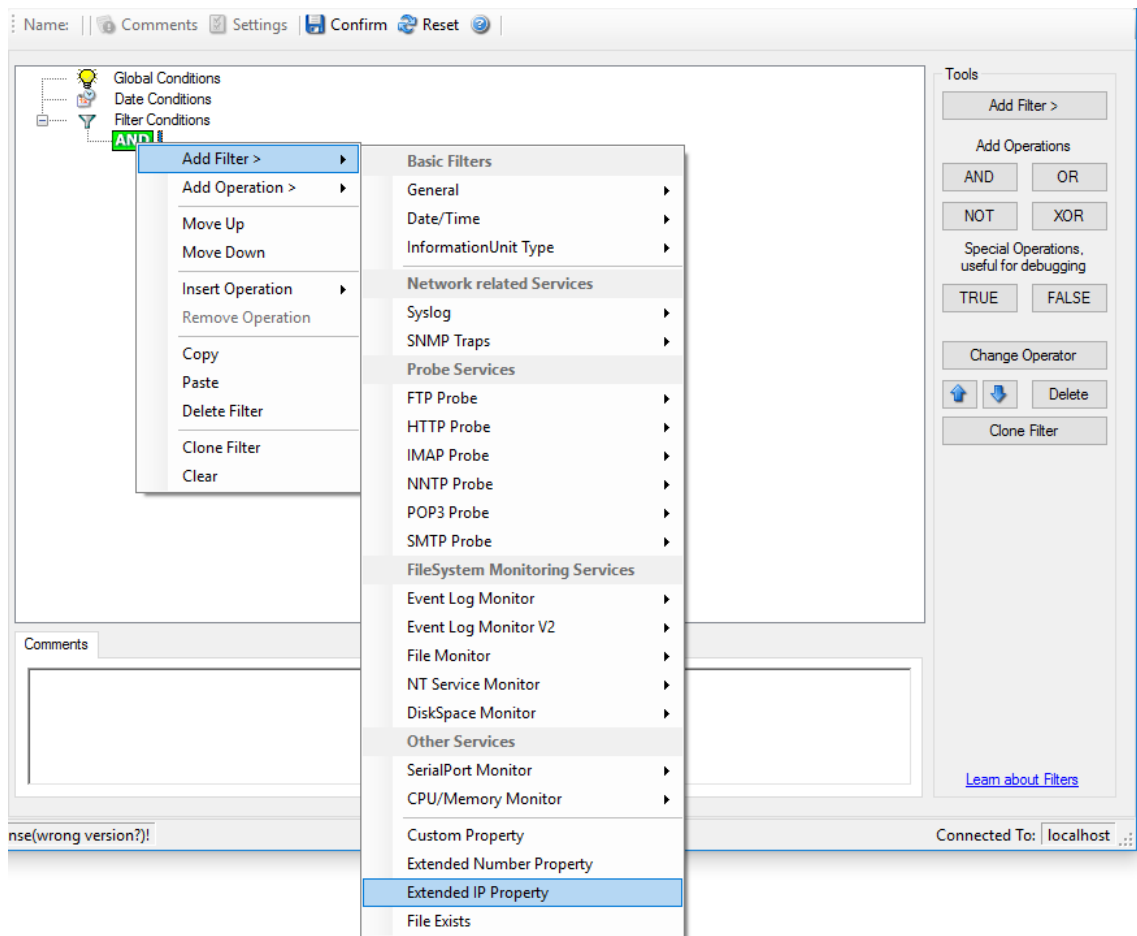 Name: Comments Settings Confirm Reset
Global Conditions
Date Conditions
Filter Conditions
AND
Add Filter >
Add Operation >
Move Up
Move Down
Insert Operation
Remove Operation
Copy
Paste
Delete Filter
Clone Filter
Clear
Basic Filters
General
Date/Time
InformationUnit Type
Network related Services
Syslog
SNMP Traps
Probe Services
FTP Probe
HTTP Probe
IMAP Probe
NNTP Probe
POP3 Probe
SMTP Probe
FileSystem Monitoring Services
Event Log Monitor
Event Log Monitor V2
File Monitor
NT Service Monitor
DiskSpace Monitor
Other Services
SerialPort Monitor
CPU/Memory Monitor
Custom Property
Extended Number Property
Extended IP Property
File Exists
Tools
Add Filter >
Add Operations
AND OR
NOT XOR
Special Operations,
useful for debugging
TRUE FALSE
Change Operator
Delete
Clone Filter
Learn about Filters
Comments
nse(wrong version?)!
Connected To: localhost